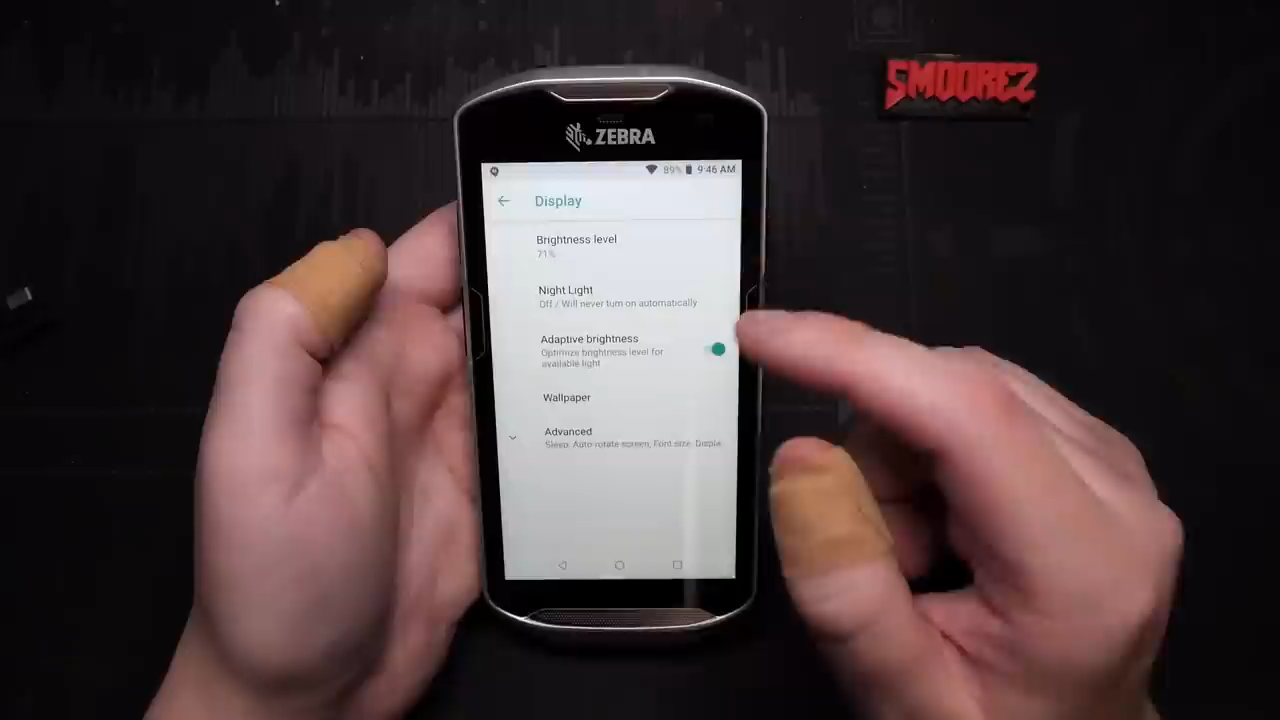 SMOOREZ
ZEBRA
89% 9:46 AM
Display
Brightness level
71%
Night Light
Off / Will never turn on automatically
Adaptive brightness
Optimize brightness level for
available light
Wallpaper
Advanced
Sleep, Auto-rotate screen, Font size, Displa..